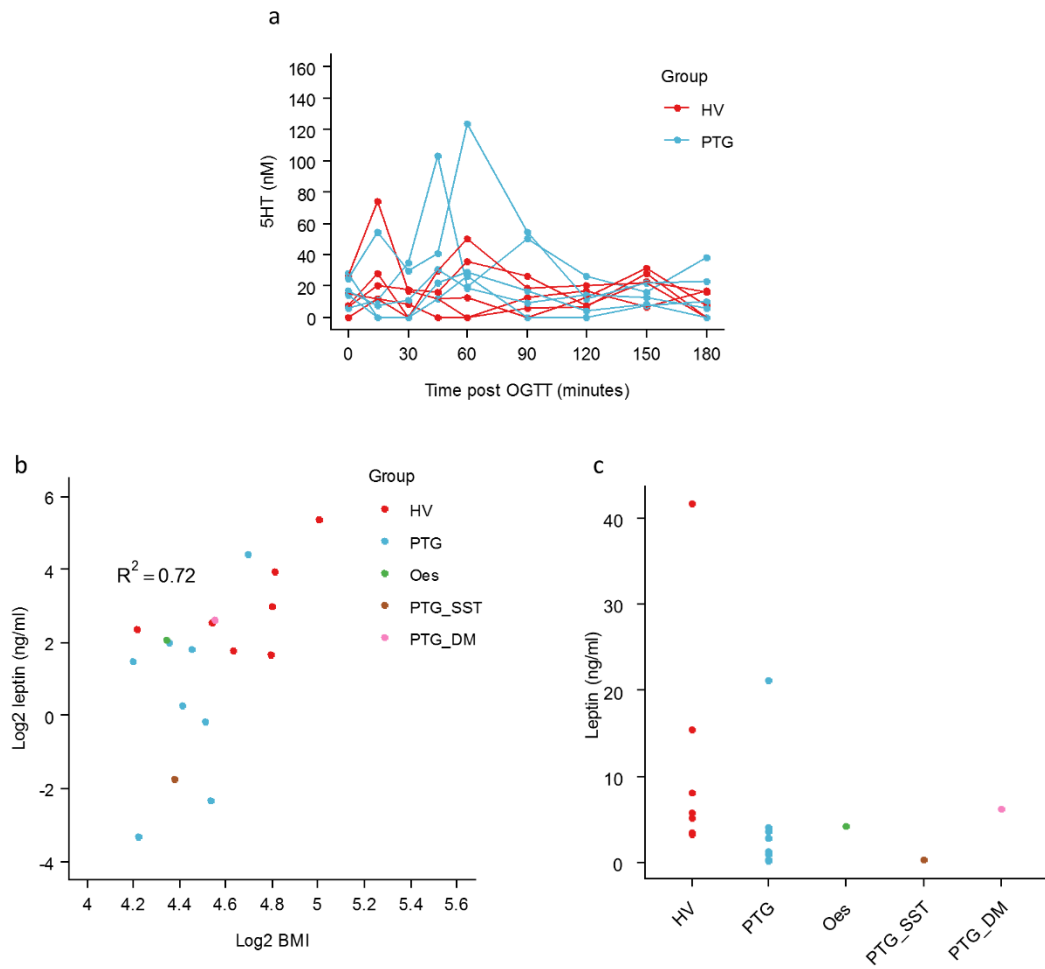 a
160
140
120
100
80
60
40
20
0
5HT (nM)
0 15 30 45 60 90 120 150 180
Time post OGTT (minutes)
Group
HV
PTG
b
6
4
2
0
-2
-4
Log2 leptin (ng/ml)
R² = 0.72
4 4.2 4.4 4.6 4.8 5 5.2 5.4 5.6
Log2 BMI
Group
HV
PTG
Oes
PTG_SST
PTG_DM
c
40
30
20
10
0
Leptin (ng/ml)
HV
PTG
Oes
PTG_SST
PTG_DM